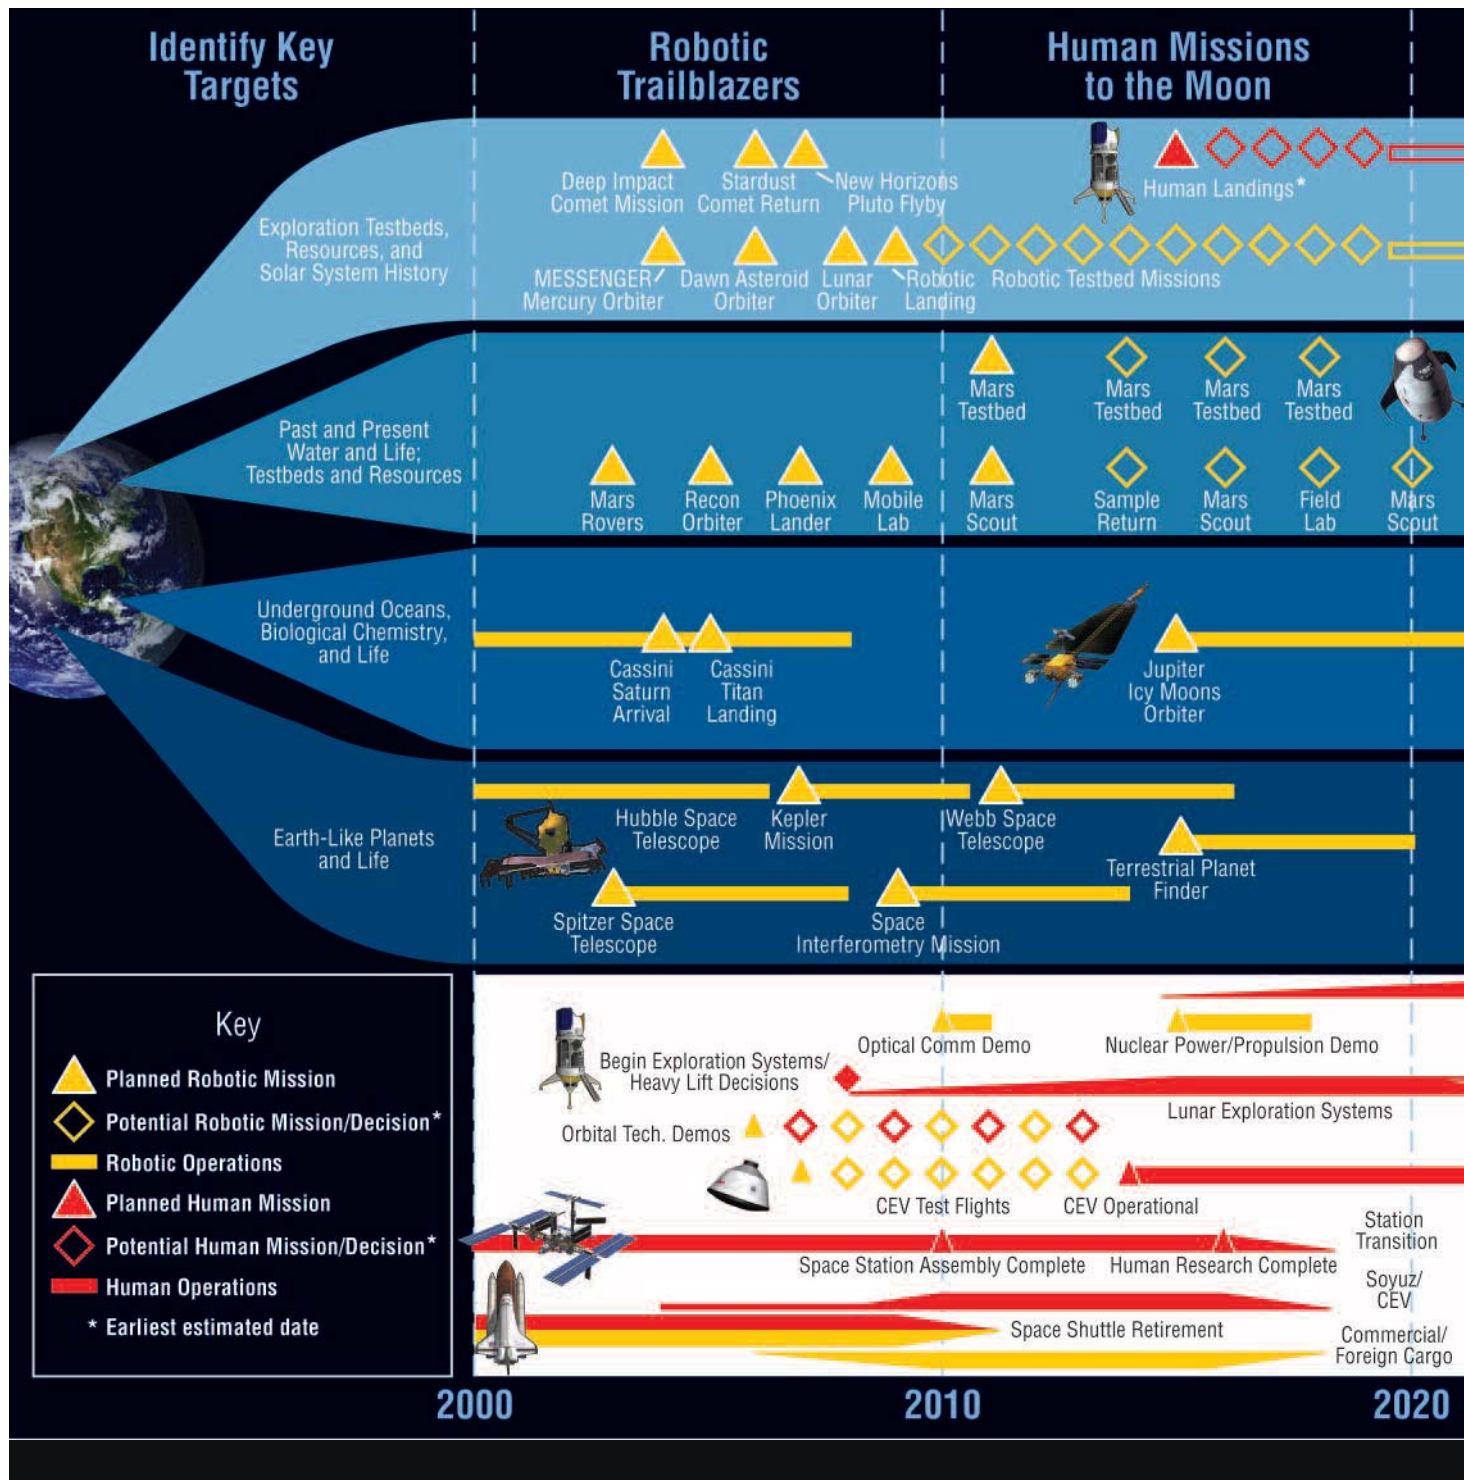 Identify Key
Targets
Robotic
Trailblazers
Human Missions
to the Moon
Exploration Testbeds,
Resources, and
Solar System History
Deep Impact
Comet Mission
Stardust
Comet Return
New Horizons
Pluto Flyby
Human Landings*
MESSENGER
Mercury Orbiter
Dawn Asteroid
Orbiter
Lunar
Orbiter
Robotic
Landing
Robotic Testbed Missions
Past and Present
Water and Life;
Testbeds and Resources
Mars
Testbed
Mars
Testbed
Mars
Testbed
Mars
Testbed
Mars
Rovers
Recon
Orbiter
Phoenix
Lander
Mobile
Lab
Mars
Scout
Sample
Return
Mars
Scout
Field
Lab
Mars
Scout
Underground Oceans,
Biological Chemistry,
and Life
Cassini
Saturn
Arrival
Cassini
Titan
Landing
Jupiter
Icy Moons
Orbiter
Earth-Like Planets
and Life
Hubble Space
Telescope
Kepler
Mission
Webb Space
Telescope
Terrestrial Planet
Finder
Spitzer Space
Telescope
Space
Interferometry Mission
Key
Planned Robotic Mission
Potential Robotic Mission/Decision*
Robotic Operations
Planned Human Mission
Potential Human Mission/Decision*
Human Operations
* Earliest estimated date
Optical Comm Demo
Nuclear Power/Propulsion Demo
Begin Exploration Systems/
Heavy Lift Decisions
Lunar Exploration Systems
Orbital Tech. Demos
CEV Test Flights
CEV Operational
Station
Transition
Space Station Assembly Complete
Human Research Complete
Soyuz/
CEV
Space Shuttle Retirement
Commercial/
Foreign Cargo
2000
2010
2020